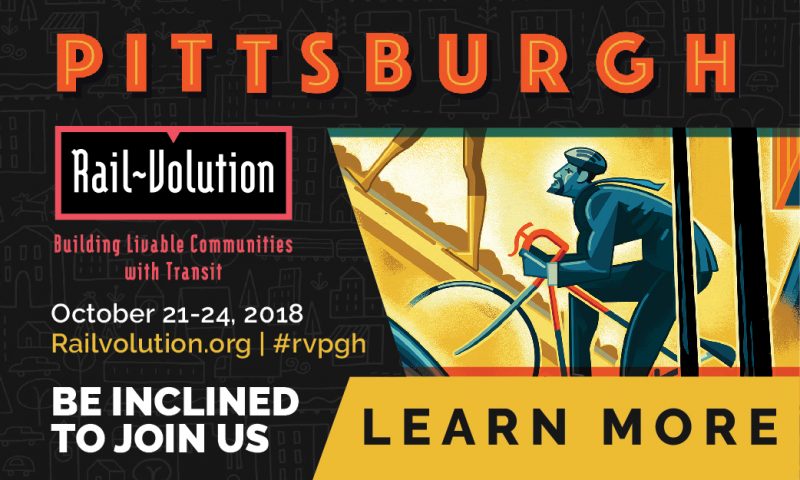 PITTSBURGH
Rail~Volution
Building Livable Communities
with Transit
October 21-24, 2018
Railvolution.org | #rvpgh
BE INCLINED
TO JOIN US
LEARN MORE